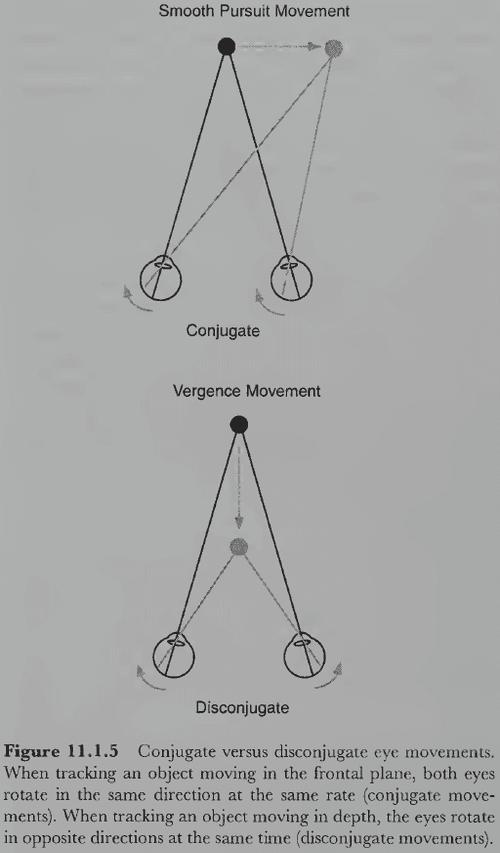 Smooth Pursuit Movement
Conjugate
Vergence Movement
Disconjugate
Figure 11.1.5 Conjugate versus disconjugate eye movements.
When tracking an object moving in the frontal plane, both eyes
rotate in the same direction at the same rate (conjugate move-
ments). When tracking an object moving in depth, the eyes rotate
in opposite directions at the same time (disconjugate movements).